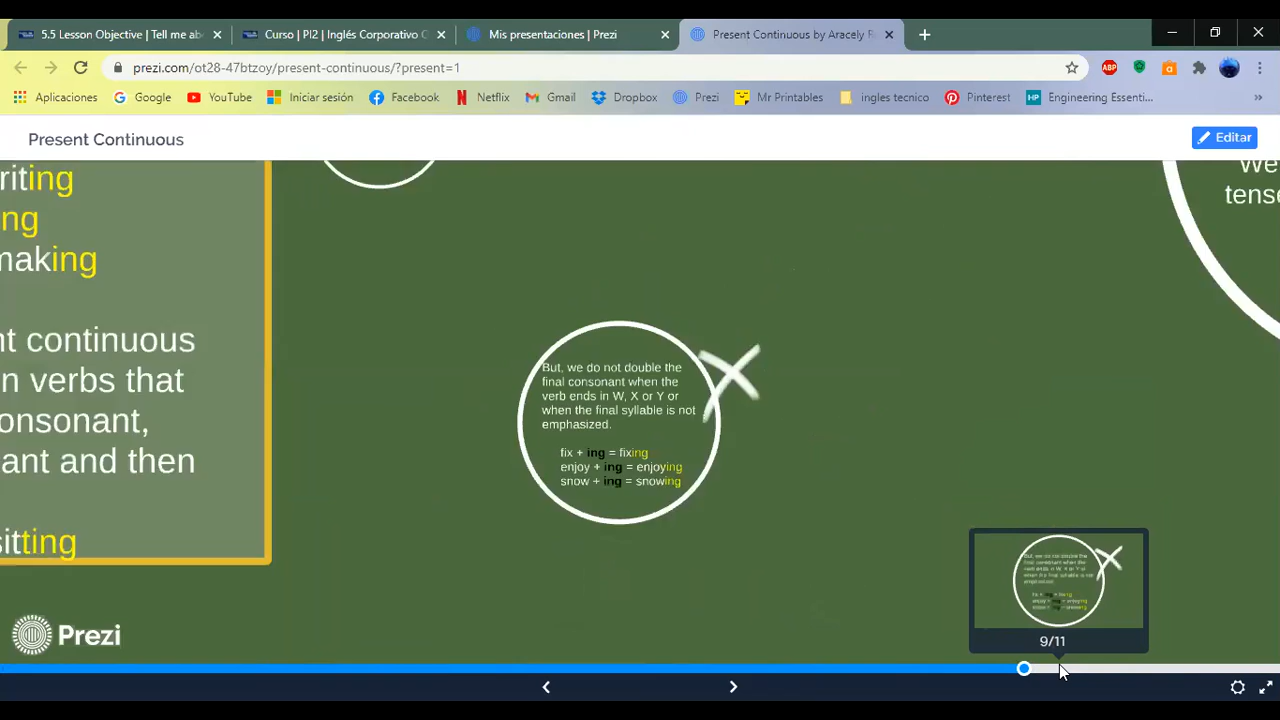 5.5 Lesson Objective | Tell me abo
Curso | PI2 | Inglés Corporativo C
Mis presentaciones | Prezi
Present Continuous by Aracely R
prezi.com/ot28-47btzoy/present-continuous/?present=1
ABP
Aplicaciones
Google
YouTube
Iniciar sesión
Facebook
Netflix
Gmail
Dropbox
Prezi
Mr Printables
ingles tecnico
Pinterest
HP
Engineering Essenti...
Present Continuous
Editar
riting
ng
making
nt continuous
n verbs that
onsonant,
ant and then
sitting
We
tense
But, we do not double the
final consonant when the
verb ends in W, X or Y or
when the final syllable is not
emphasized.
fix + ing = fixing
enjoy + ing = enjoying
snow + ing = snowing
Prezi
9/11